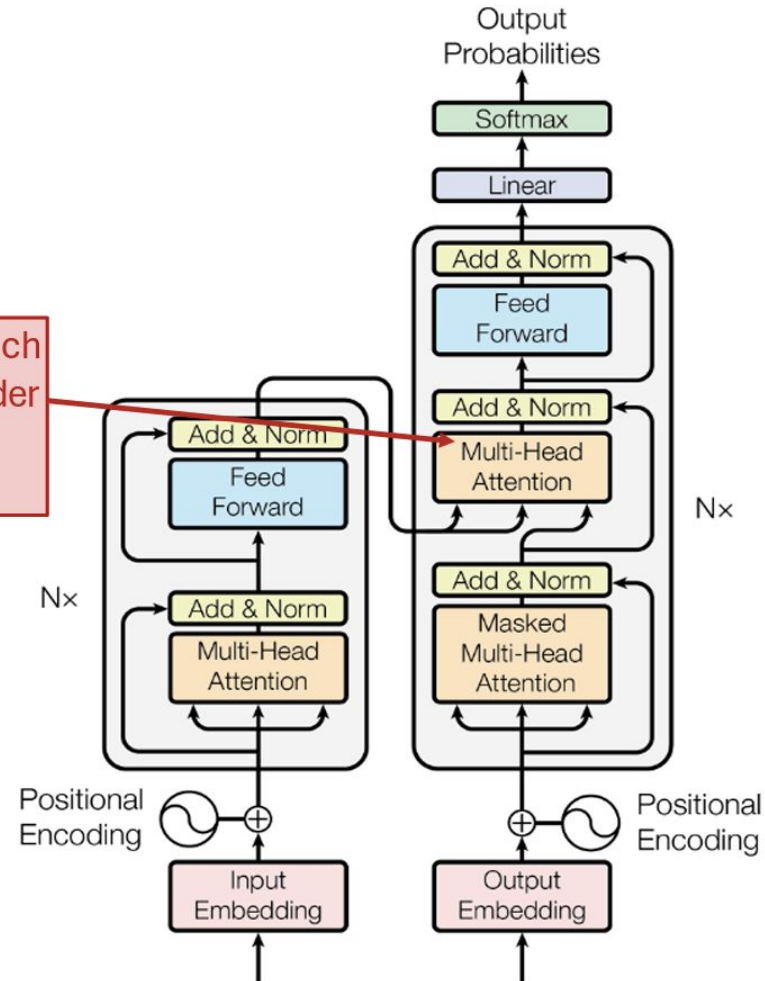 Output
Probabilities
Softmax
Linear
Add & Norm
Feed
Forward
Add & Norm
Multi-Head
Attention
Nx
Add & Norm
Masked
Multi-Head
Attention
Positional
Encoding
Output
Embedding
ch
der
Add & Norm
Feed
Forward
Nx
Add & Norm
Multi-Head
Attention
Positional
Encoding
Input
Embedding